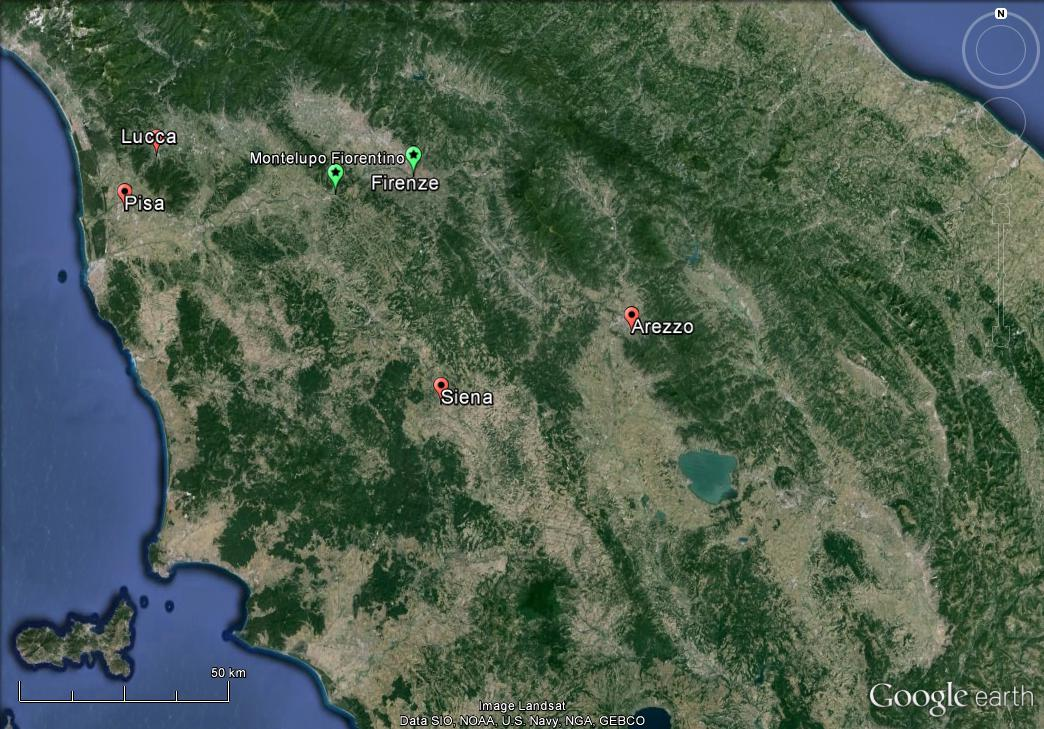 N
Lucca
Montelupo Fiorentino
Firenze
Pisa
Arezzo
Siena
50 km
Image Landsat
Data SIO, NOAA, U.S. Navy, NGA, GEBCO
Google earth